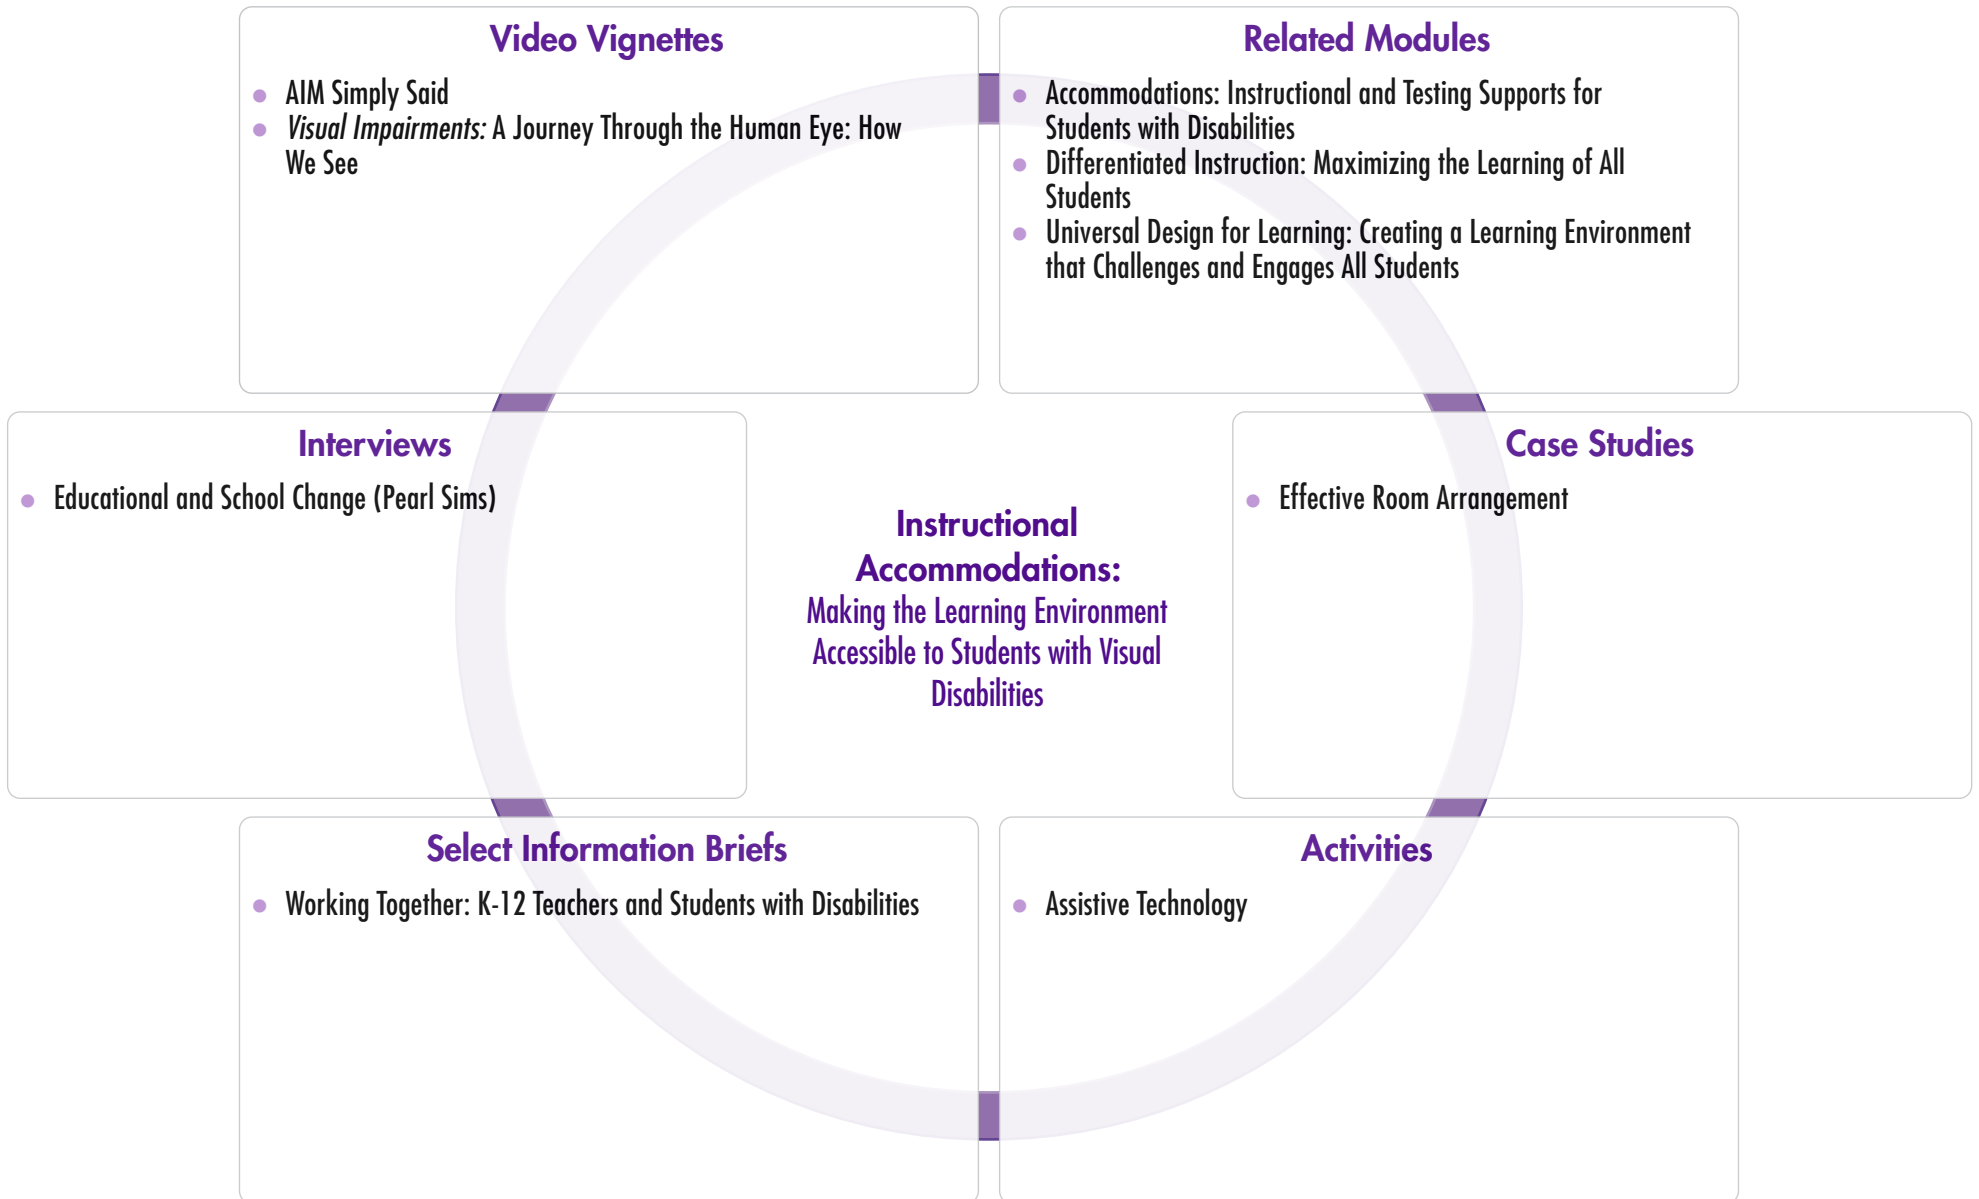 Video Vignettes
AIM Simply Said
Visual Impairments: A Journey Through the Human Eye: How
We See
Related Modules
Accommodations: Instructional and Testing Supports for
Students with Disabilities
Differentiated Instruction: Maximizing the Learning of All
Students
Universal Design for Learning: Creating a Learning Environment
that Challenges and Engages All Students
Interviews
Educational and School Change (Pearl Sims)
Instructional
Accommodations:
Making the Learning Environment
Accessible to Students with Visual
Disabilities
Case Studies
Effective Room Arrangement
Select Information Briefs
Working Together: K-12 Teachers and Students with Disabilities
Activities
Assistive Technology